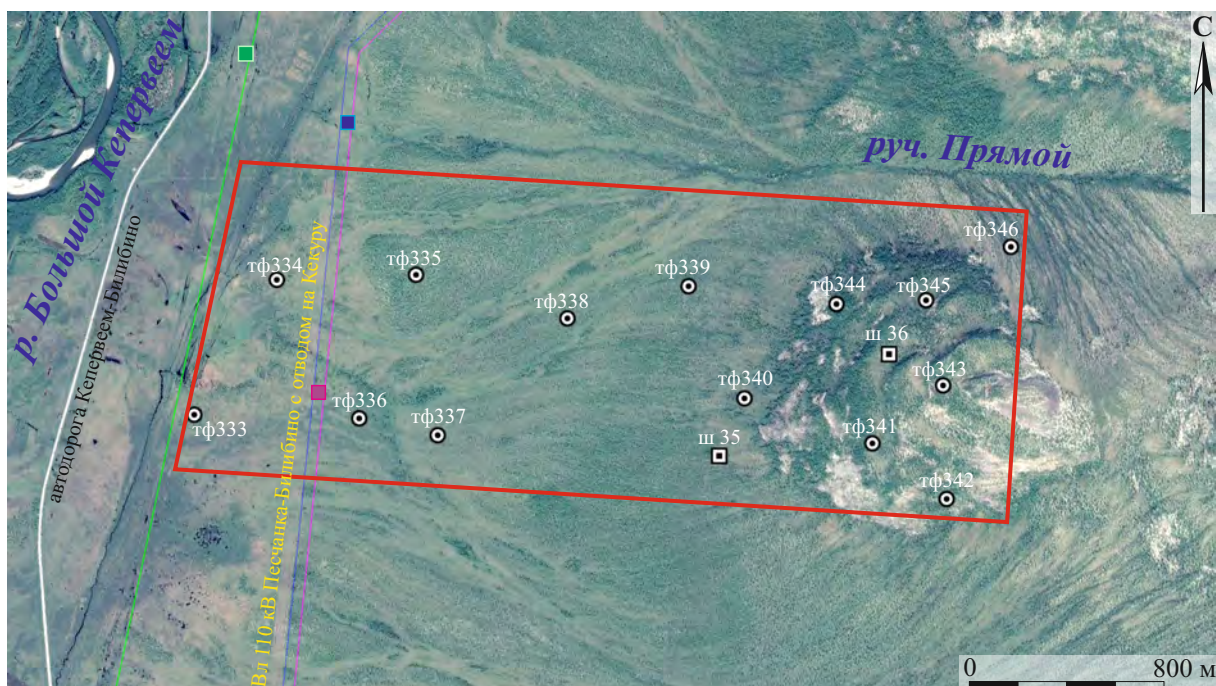 С
р. Большой Кепервеем
руч. Прямой
автодорога Кепервеем-Билибино
Вл 110 кВ Песчанка-Билибино с отводом на Кекуру
тф346
тф334
тф335
тф339
тф344
тф345
тф338
ш 36
тф343
тф340
тф333
тф336
тф337
ш 35
тф341
тф342
0
800 м